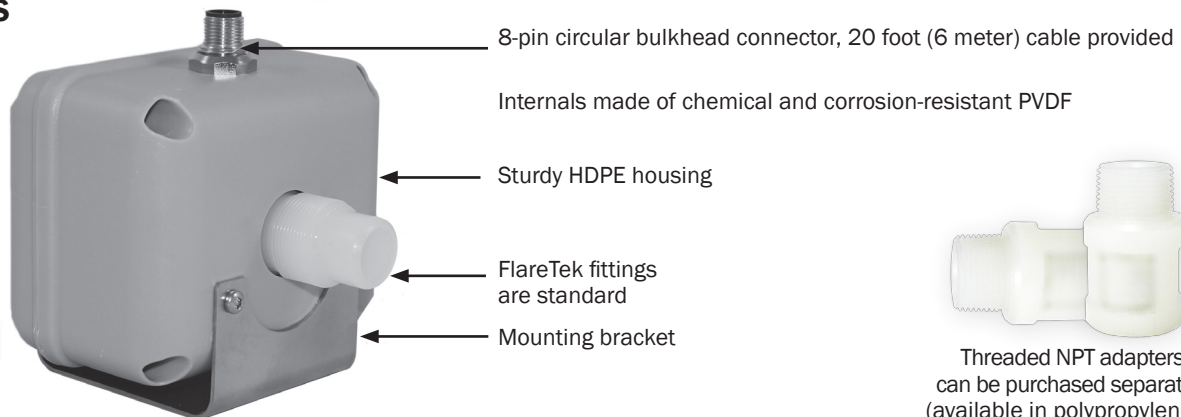 8-pin circular bulkhead connector, 20 foot (6 meter) cable provided
Internals made of chemical and corrosion-resistant PVDF
Sturdy HDPE housing
FlareTek fittings
are standard
Mounting bracket
Threaded NPT adapters
can be purchased separat
(available in polypropylen